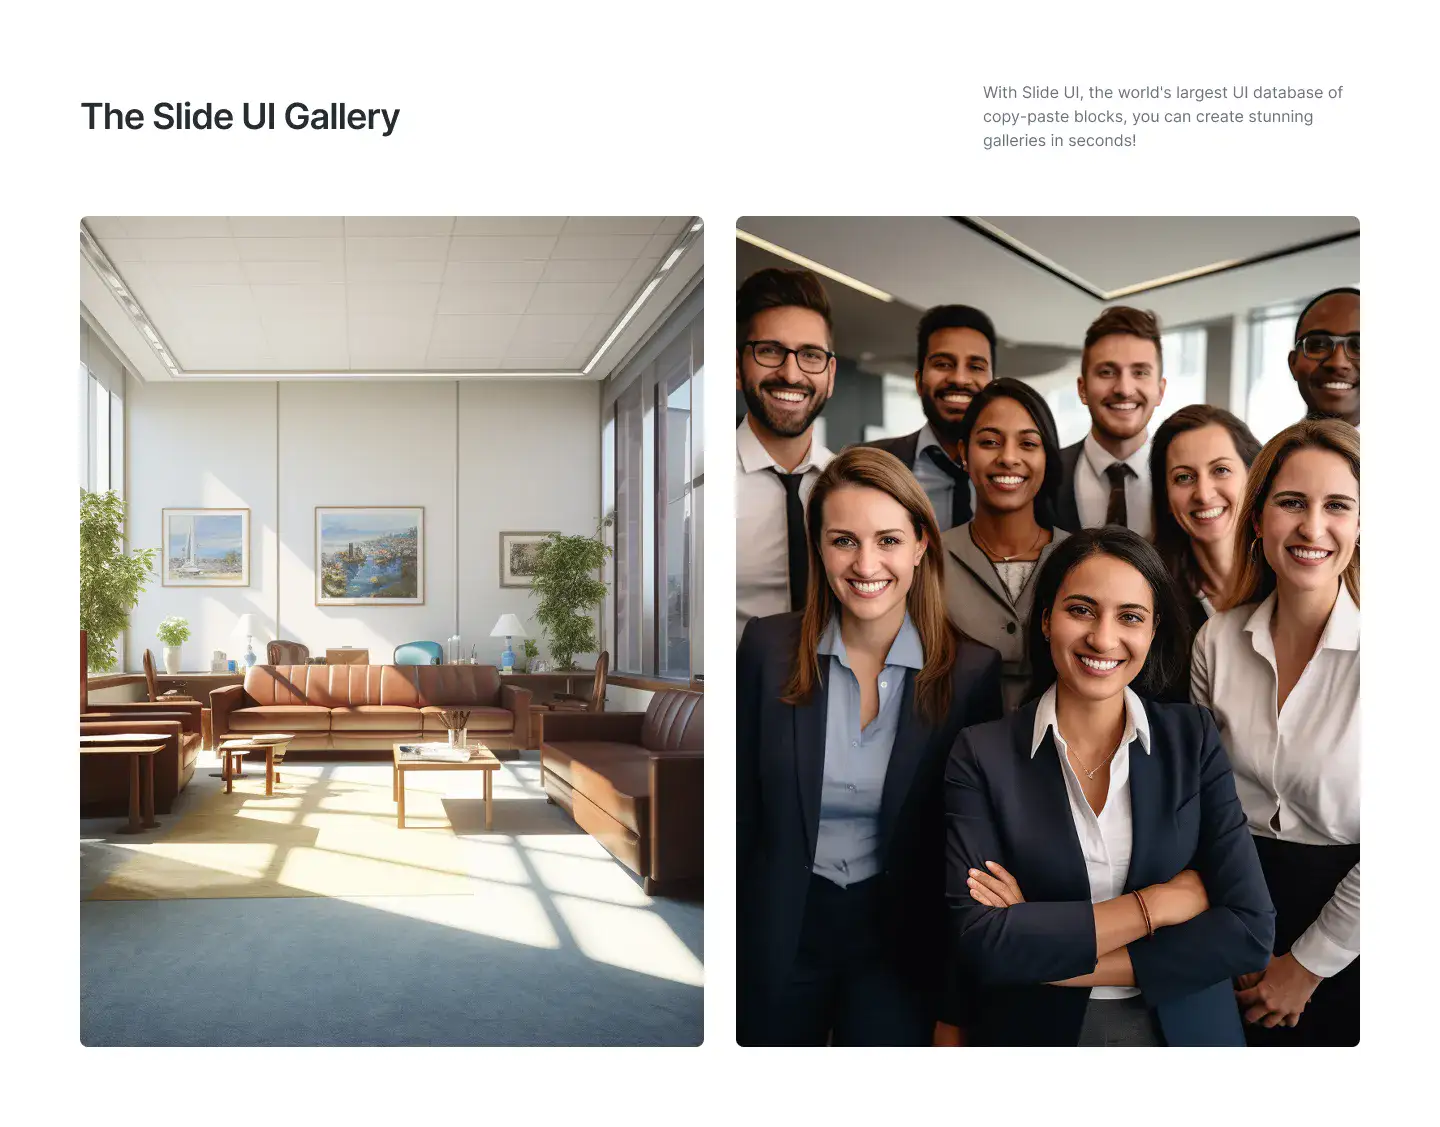 The Slide UI Gallery
With Slide UI, the world's largest UI database of
copy-paste blocks, you can create stunning
galleries in seconds!